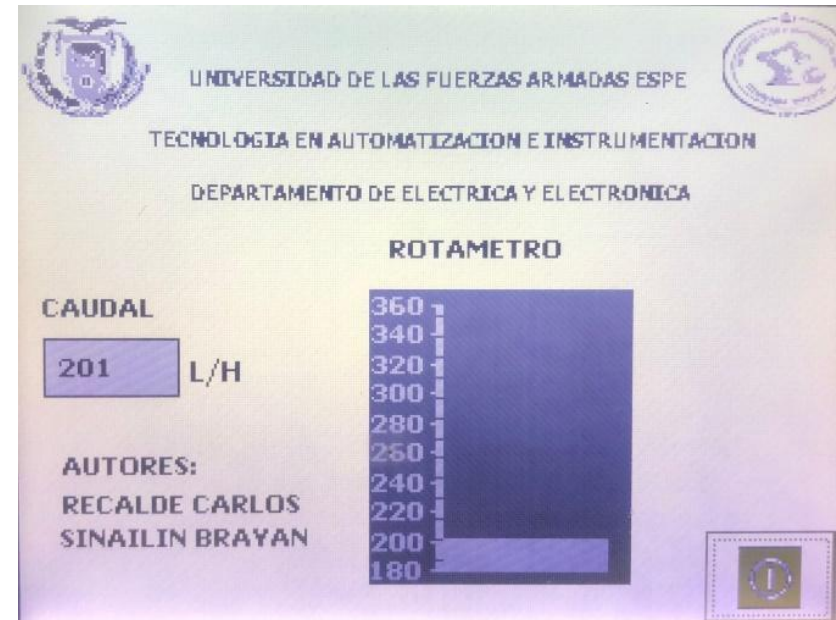 UNIVERSIDAD DE LAS FUERZAS ARMADAS ESPE
TECNOLOGIA EN AUTOMATIZACION E INSTRUMENTACION
DEPARTAMENTO DE ELECTRICA Y ELECTRONICA
ROTAMETRO
CAUDAL
201 L/H
360
340
320
300
280
260
240
220
200
180
AUTORES:
RECALDE CARLOS
SINAILIN BRAYAN